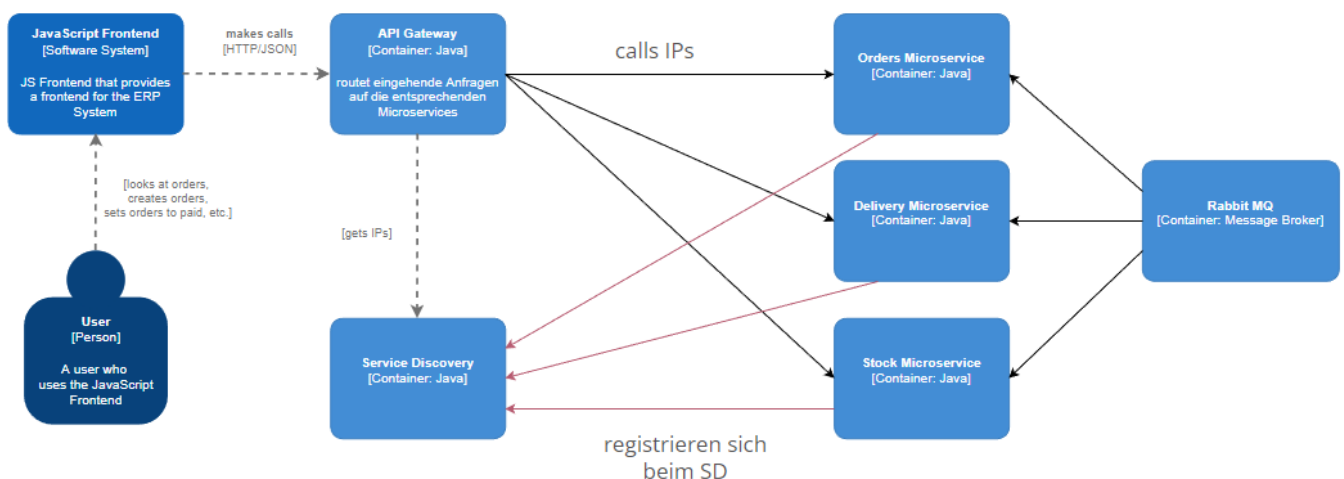 JavaScript Frontend
[Software System]
JS Frontend that provides
a frontend for the ERP
System
makes calls
[HTTP/JSON]
API Gateway
[Container: Java]
routet eingehende Anfragen
auf die entsprechenden
Microservices
calls IPs
Orders Microservice
[Container: Java]
[looks at orders,
creates orders,
sets orders to paid, etc.]
[gets IPs]
Delivery Microservice
[Container: Java]
Rabbit MQ
[Container: Message Broker]
User
[Person]
A user who
uses the JavaScript
Frontend
Service Discovery
[Container: Java]
Stock Microservice
[Container: Java]
registrieren sich
beim SD